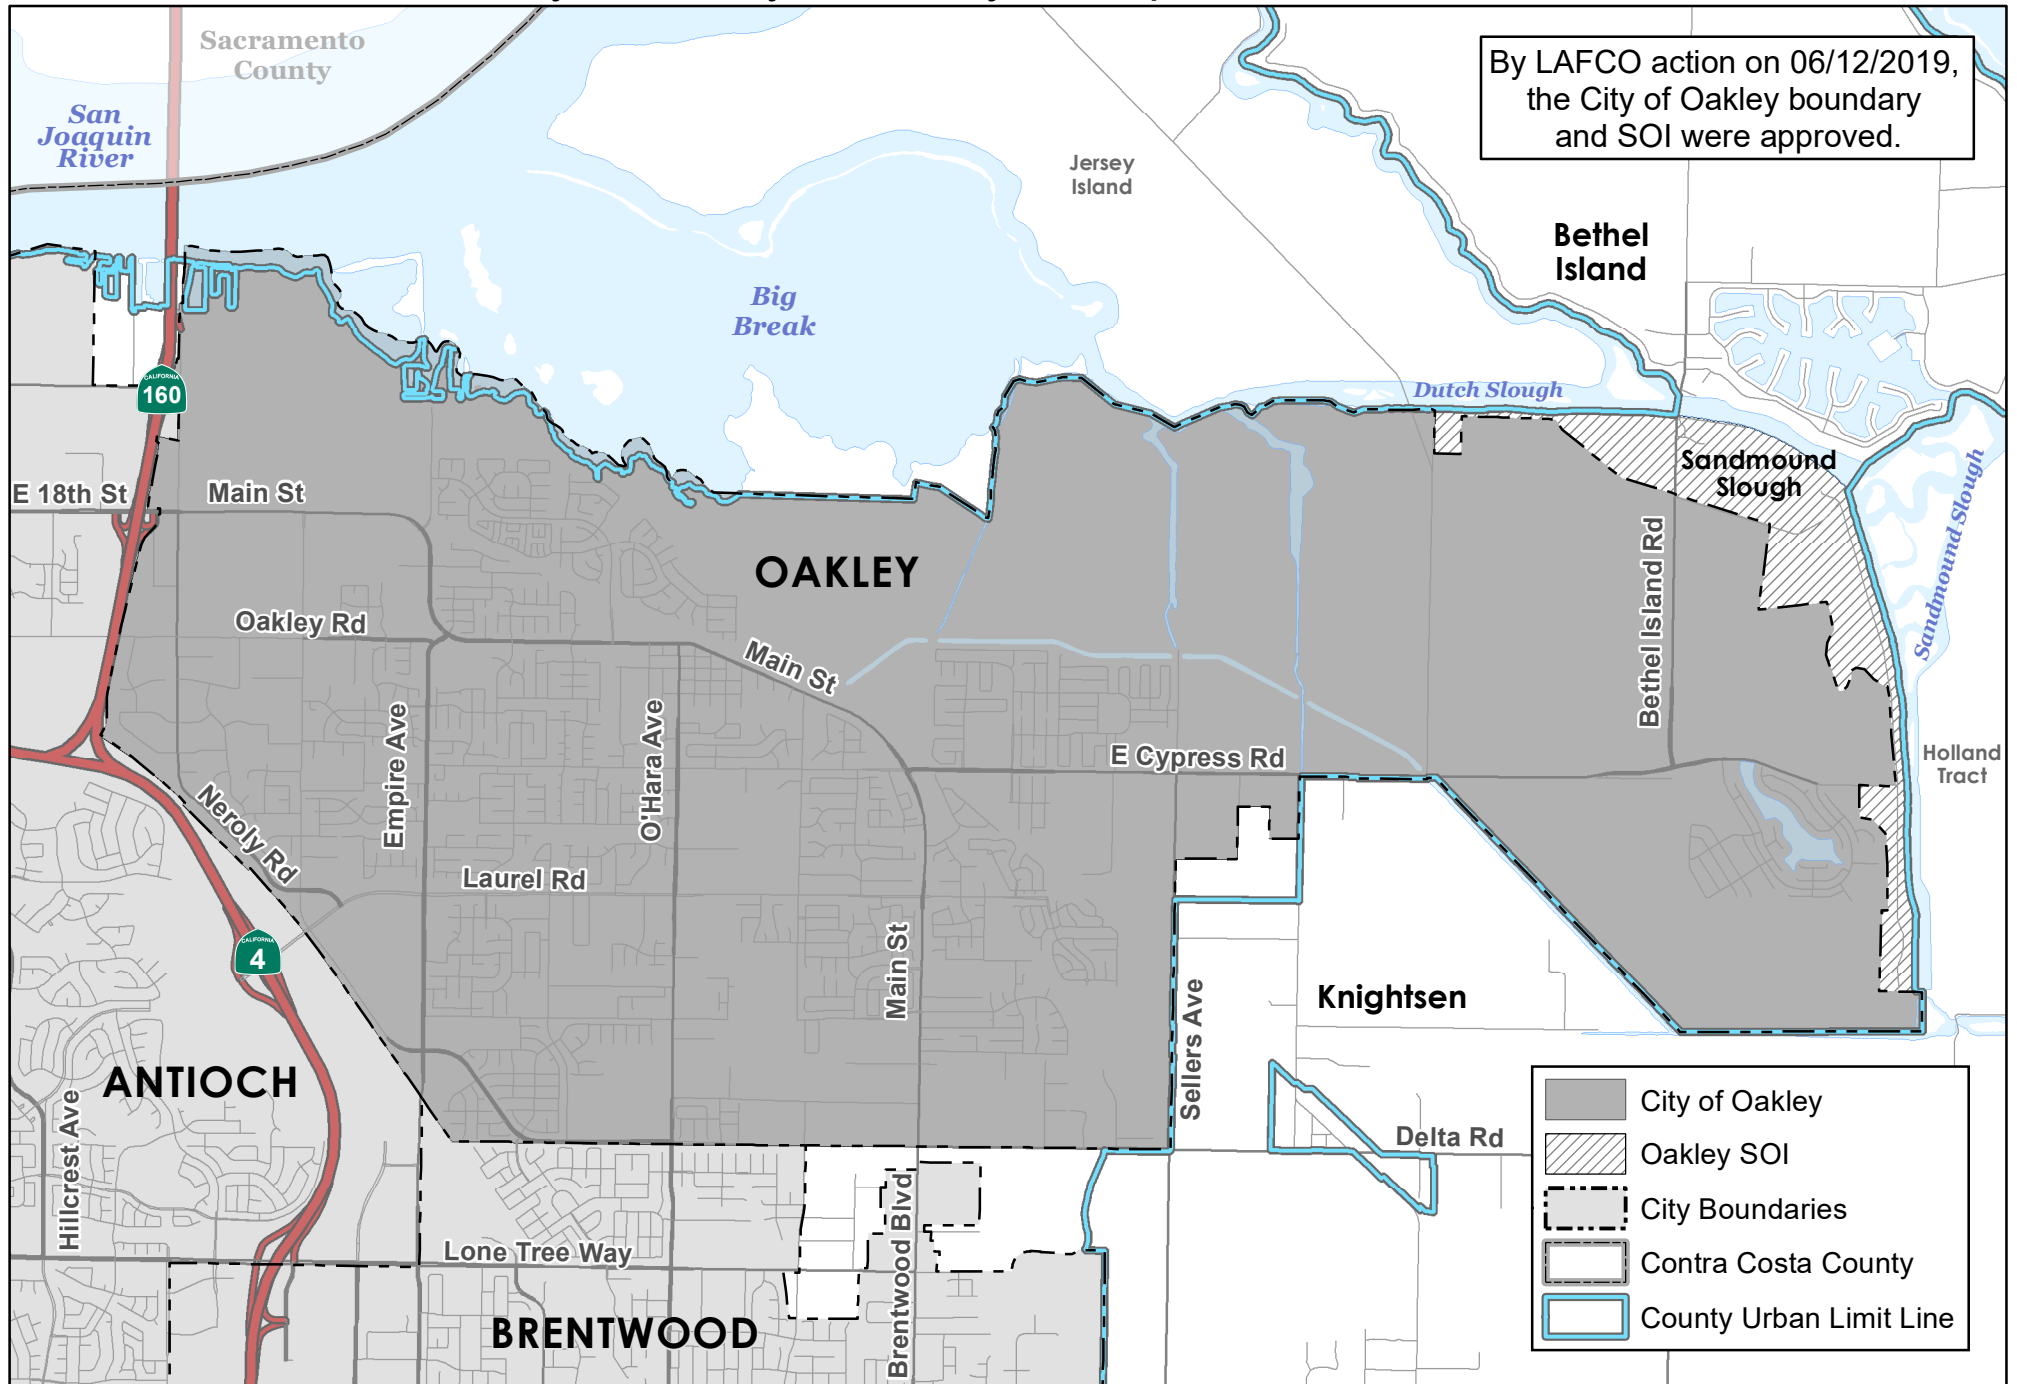 Sacramento
County
San
Joaquin
River
By LAFCO action on 06/12/2019,
the City of Oakley boundary
and SOI were approved.
Jersey
Island
Bethel
Island
Big
Break
CALIFORNIA
160
Dutch Slough
Sandmound
Slough
E 18th St
Main St
OAKLEY
Sandmound Slough
Bethel Island Rd
Oakley Rd
Main St
Empire Ave
O'Hara Ave
E Cypress Rd
Holland
Tract
Neroly Rd
Laurel Rd
CALIFORNIA
4
Main St
Sellers Ave
Knightsen
ANTIOCH
Hillcrest Ave
Delta Rd
Brentwood Blvd
Lone Tree Way
BRENTWOOD
City of Oakley
Oakley SOI
City Boundaries
Contra Costa County
County Urban Limit Line